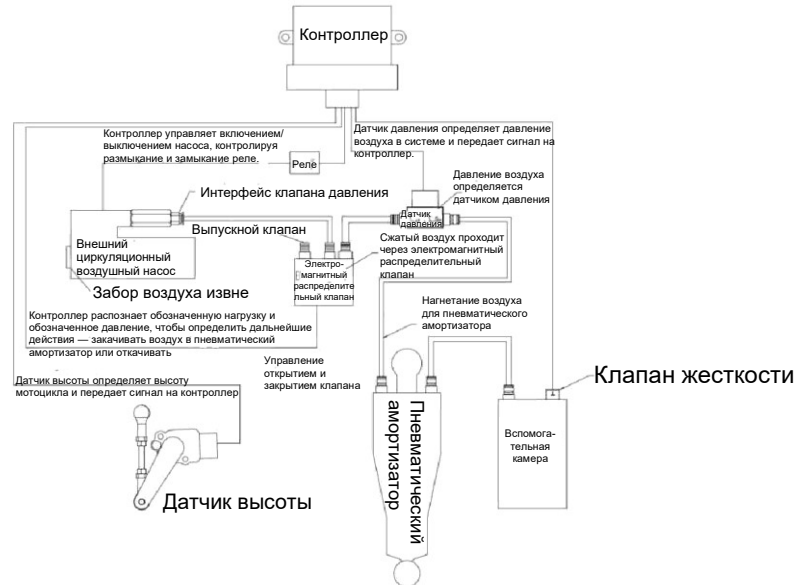 Контроллер
Контроллер управляет включением/
выключением насоса, контролируя
размыкание и замыкание реле.
Реле
Датчик давления определяет давление
воздуха в системе и передает сигнал на
контроллер.
Давление воздуха
определяется
датчиком давления
Интерфейс клапана давления
Выпускной клапан
Датчик
давления
Внешний
циркуляционный
воздушный насос
Забор воздуха извне
Электро-
магнитный
распределите
льный клапан
Сжатый воздух проходит
через электромагнитный
распределительный
клапан
Контроллер распознает обозначенную нагрузку и
обозначенное давление, чтобы определить дальнейшие
действия — закачивать воздух в пневматический
амортизатор или откачивать
Нагнетание воздуха
для пневматического
амортизатора
Управление
открытием и
закрытием клапана
Датчик высоты определяет высоту
мотоцикла и передает сигнал на контроллер
Датчик высоты
Пневматический
амортизатор
Клапан жесткости
Вспомога-
тельная
камера